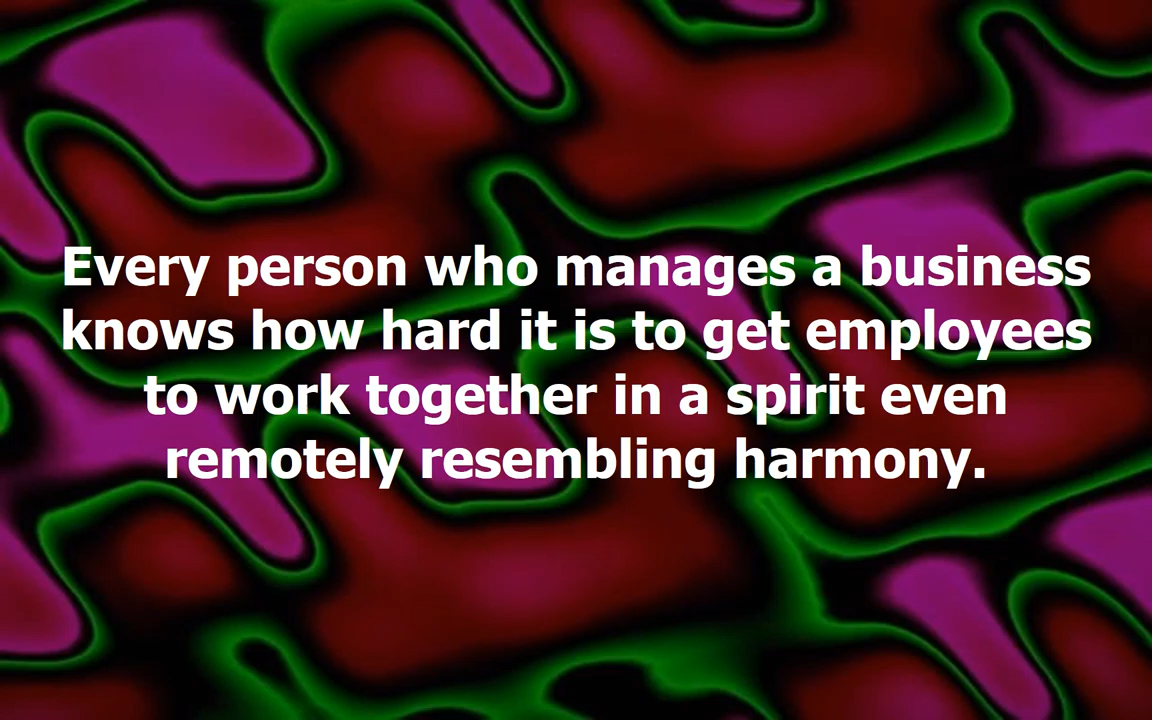 Every person who manages a business
knows how hard it is to get employees
to work together in a spirit even
remotely resembling harmony.